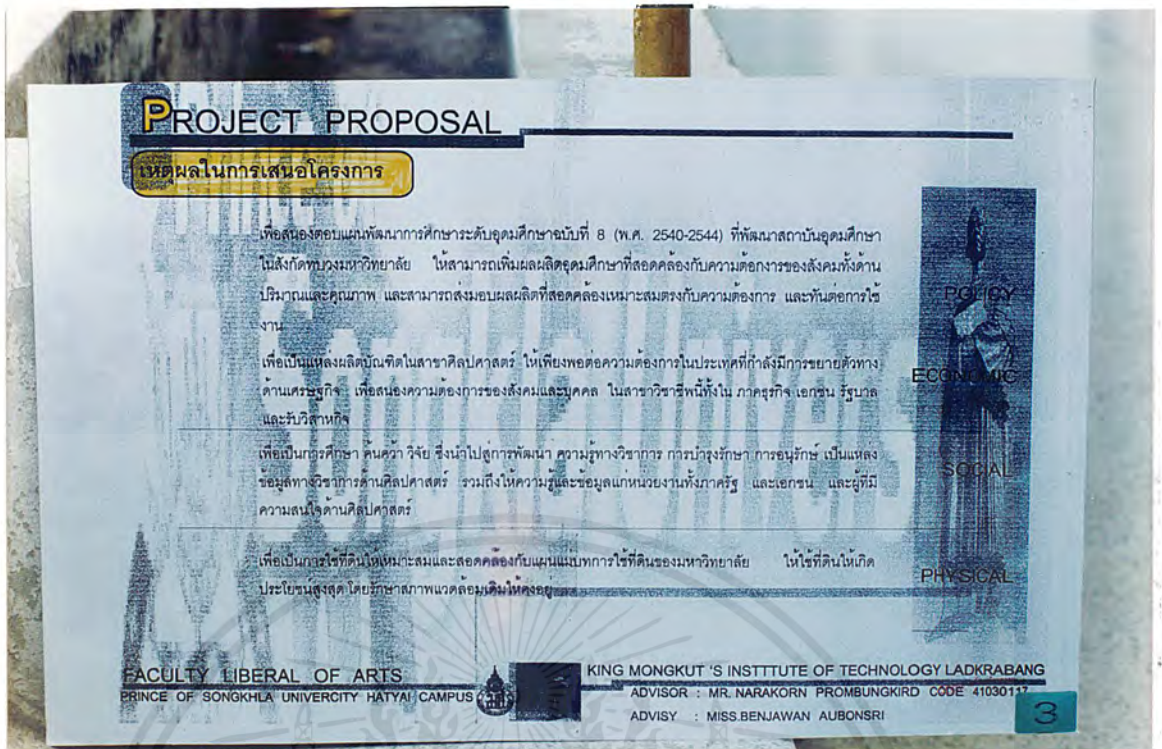 PROJECT PROPOSAL
เหตุผลในการเสนอโครงการ
เพื่อสนองตอบแผนพัฒนาการศึกษาระดับอุดมศึกษาฉบับที่ 8 (พ.ศ. 2540-2544) ที่พัฒนาสถาบันอุดมศึกษา
ในสังกัดทบวงมหาวิทยาลัย ให้สามารถเพิ่มผลผลิตอุดมศึกษาที่สอดคล้องกับความต้อกงารของสังคมทั้งด้าน
ปริมาณและคุณภาพ และสามารถส่งมอบผลผลิตที่สอดคล้องเหมาะสมตรงกับความต้องการ และทันต่อการใช้
งาน
POLICY
เพื่อเป็นแหล่งผลิตบัณฑิตในสาขาศิลปศาสตร์ ให้เพียงพอต่อความต้องการในประเทศที่กำลังมีการขยายตัวทาง
ด้านเศรษฐกิจ เพื่อสนองความต้องการของสังคมและบุคคล ในสาขาวิชาชีพนี้ทั้งใน ภาคธุรกิจ เอกชน รัฐบาล
และรับวิสาหกิจ
ECONOMIC
เพื่อเป็นการศึกษา ค้นคว้า วิจัย ซึ่งนำไปสู่การพัฒนา ความรู้ทางวิชาการ การบำรุงรักษา การอนุรักษ์ เป็นแหล่ง
ข้อมูลทางวิชาการด้านศิลปศาสตร์ รวมถึงให้ความรู้และข้อมูลแก่หน่วยงานทั้งภาครัฐ และเอกชน และผู้ที่มี
ความสนใจด้านศิลปศาสตร์
SOCIAL
เพื่อเป็นการใช้ที่ดินให้เหมาะสมและสอดคล้องกับแผนแม่บทการใช้ที่ดินของมหาวิทยาลัย ให้ใช้ที่ดินให้เกิด
ประโยชน์สูงสุด โดยรักษาสภาพแวดล้อมเดิมให้คงอยู่
PHYSICAL
FACULTY LIBERAL OF ARTS
PRINCE OF SONGKHLA UNIVERCITY HATYAI CAMPUS
KING MONGKUT 'S INSTTTUTE OF TECHNOLOGY LADKRABANG
ADVISOR : MR. NARAKORN PROMBUNGKIRD CODE 41030117
ADVISY : MISS.BENJAWAN AUBONSRI
3